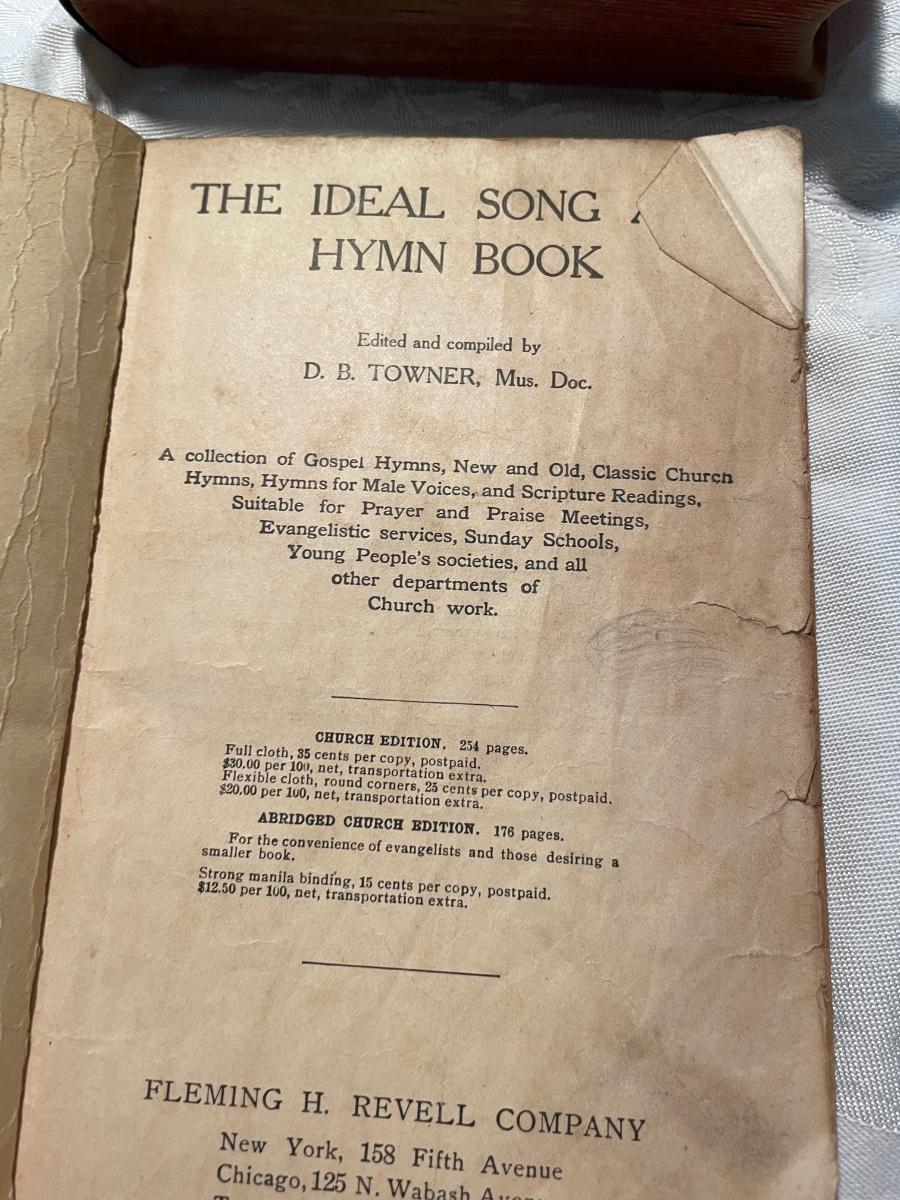 THE IDEAL SONG
HYMN BOOK
Edited and compiled by
D. B. TOWNER, Mus. Doc.
A collection of Gospel Hymns, New and Old, Classic Church
Hymns, Hymns for Male Voices, and Scripture Readings,
Suitable for Prayer and Praise Meetings,
Evangelistic services, Sunday Schools,
Young People's societies, and all
other departments of
Church work.
CHURCH EDITION. 254 pages.
Full cloth, 35 cents per copy, postpaid.
$30.00 per 100, net, transportation extra.
Flexible cloth, round corners, 25 cents per copy, postpaid.
$20.00 per 100, net, transportation extra.
ABRIDGED CHURCH EDITION. 176 pages.
For the convenience of evangelists and those desiring a
smaller book.
Strong manila binding, 15 cents per copy, postpaid.
$12.50 per 100, net, transportation extra.
FLEMING H. REVELL COMPANY
New York, 158 Fifth Avenue
Chicago, 125 N. Wabash